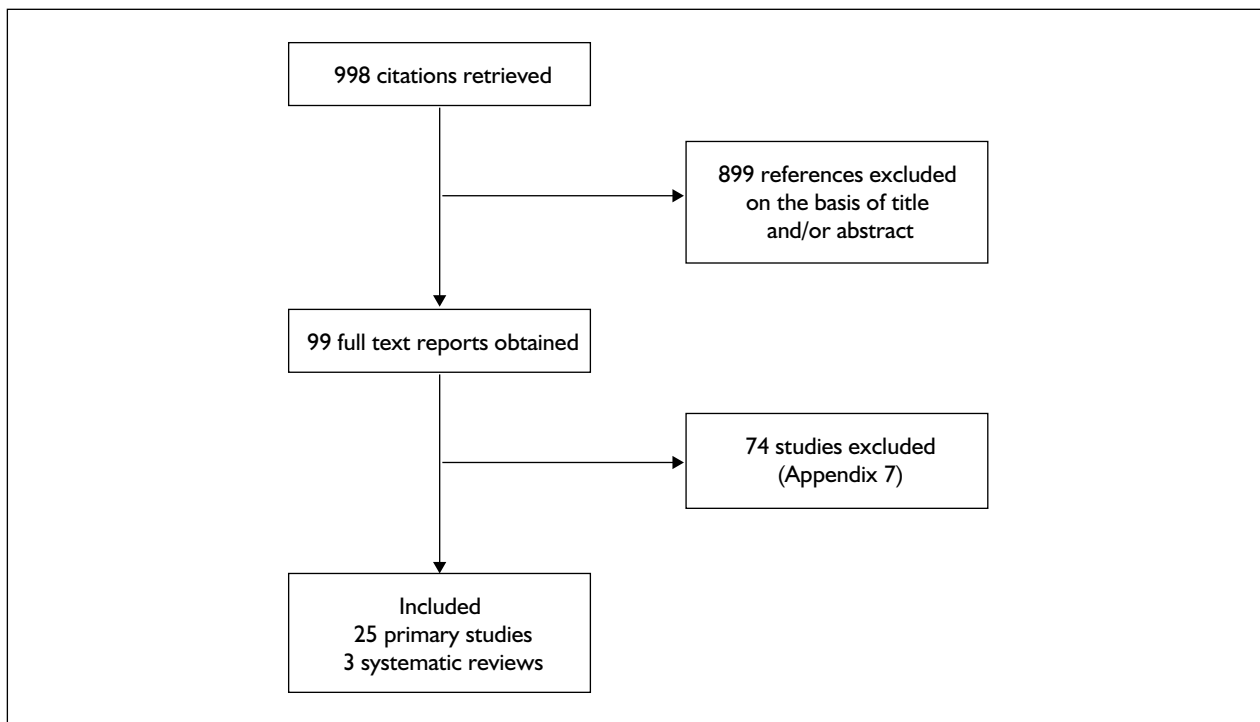 998 citations retrieved
899 references excluded
on the basis of title
and/or abstract
99 full text reports obtained
74 studies excluded
(Appendix 7)
Included
25 primary studies
3 systematic reviews